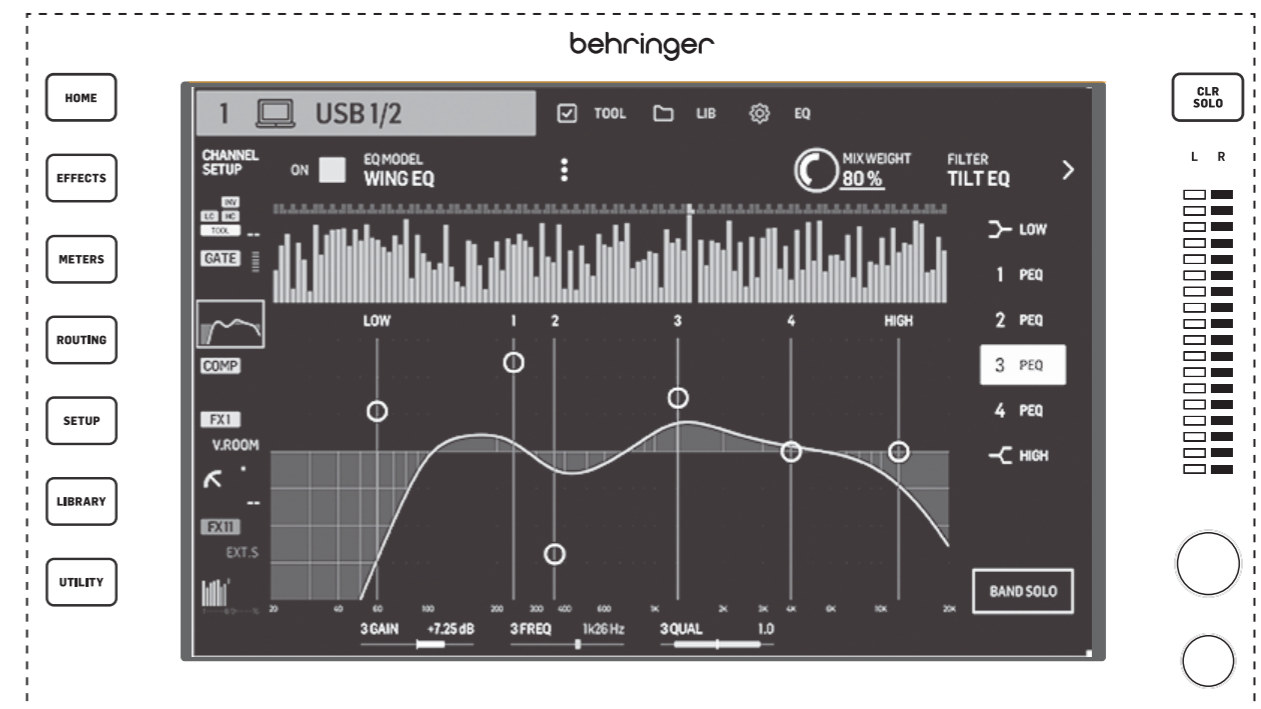 behringer
HOME
EFFECTS
METERS
ROUTING
SETUP
LIBRARY
UTILITY
1 USB 1/2
TOOL LIB EQ
CHANNEL
SETUP
ON
EQ MODEL
WING EQ
MIX WEIGHT
80 %
FILTER
TILT EQ
INV
LC HC
TOOL
--
GATE
COMP
FX1
V.ROOM
--
FX11
EXT.S
LOW 1 2 3 4 HIGH
20 40 60 100 200 300 400 600 1K 2K 3K 4K 6K 10K 20K
3 GAIN +7.25 dB 3 FREQ 1k26 Hz 3 QUAL 1.0
LOW
1 PEQ
2 PEQ
3 PEQ
4 PEQ
HIGH
BAND SOLO
CLR
SOLO
L R